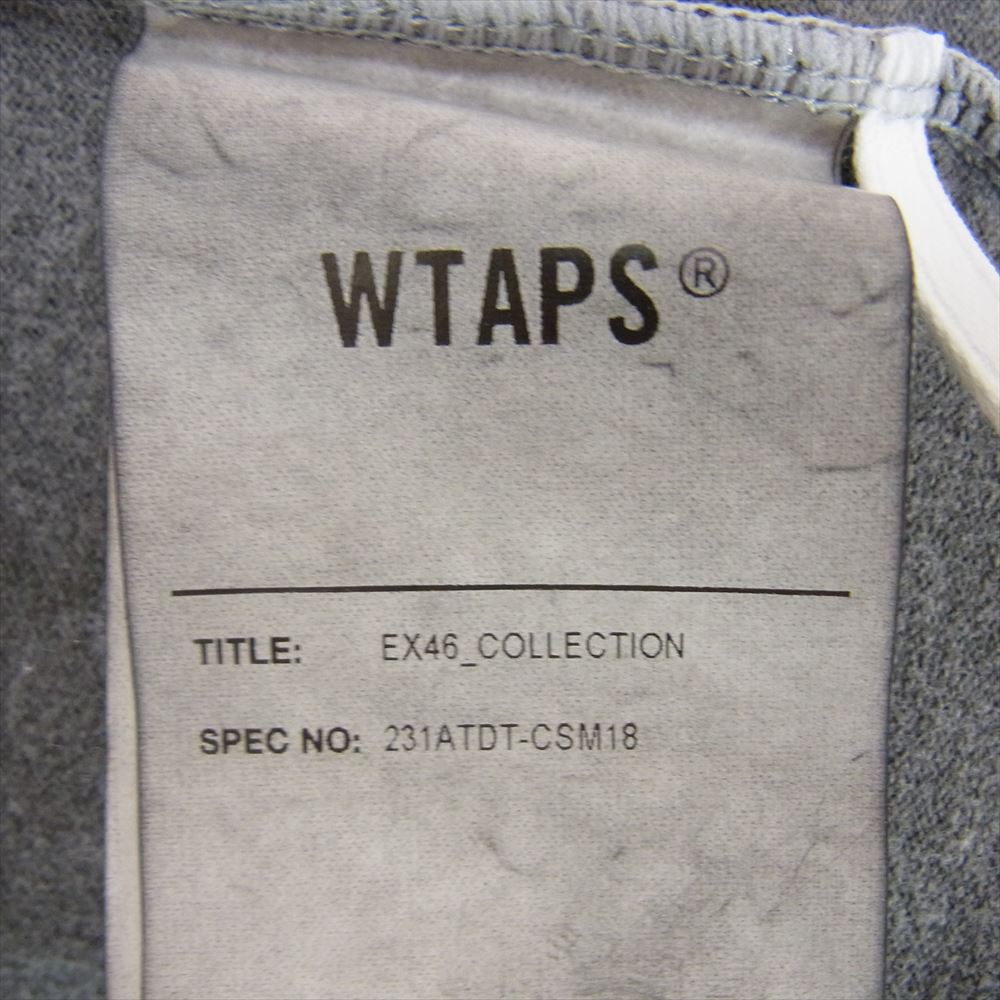 WTAPS®
TITLE: EX46_COLLECTION
SPEC NO: 231ATDT-CSM18